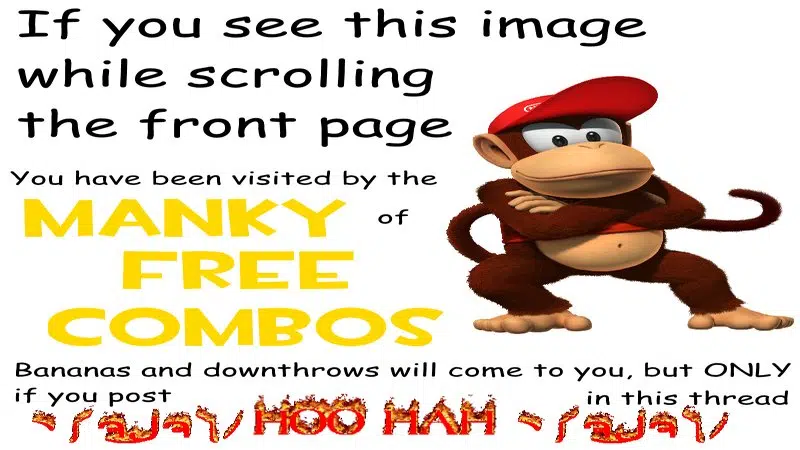 If you see this image
while scrolling
the front page
You have been visited by the
MANKY of
FREE
COMBOS
Bananas and downthrows will come to you, but ONLY
if you post in this thread
HOO HAH